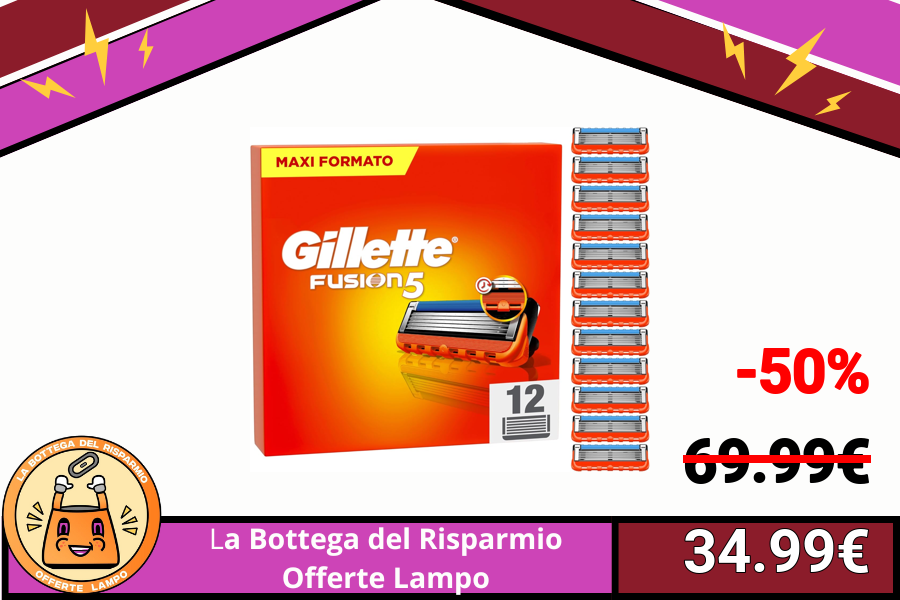 MAXI FORMATO
Gillette®
FUSION5
12
-50%
69.99€
LA BOTTEGA DEL RISPARMIO
OFFERTE LAMPO
La Bottega del Risparmio
Offerte Lampo
34.99€